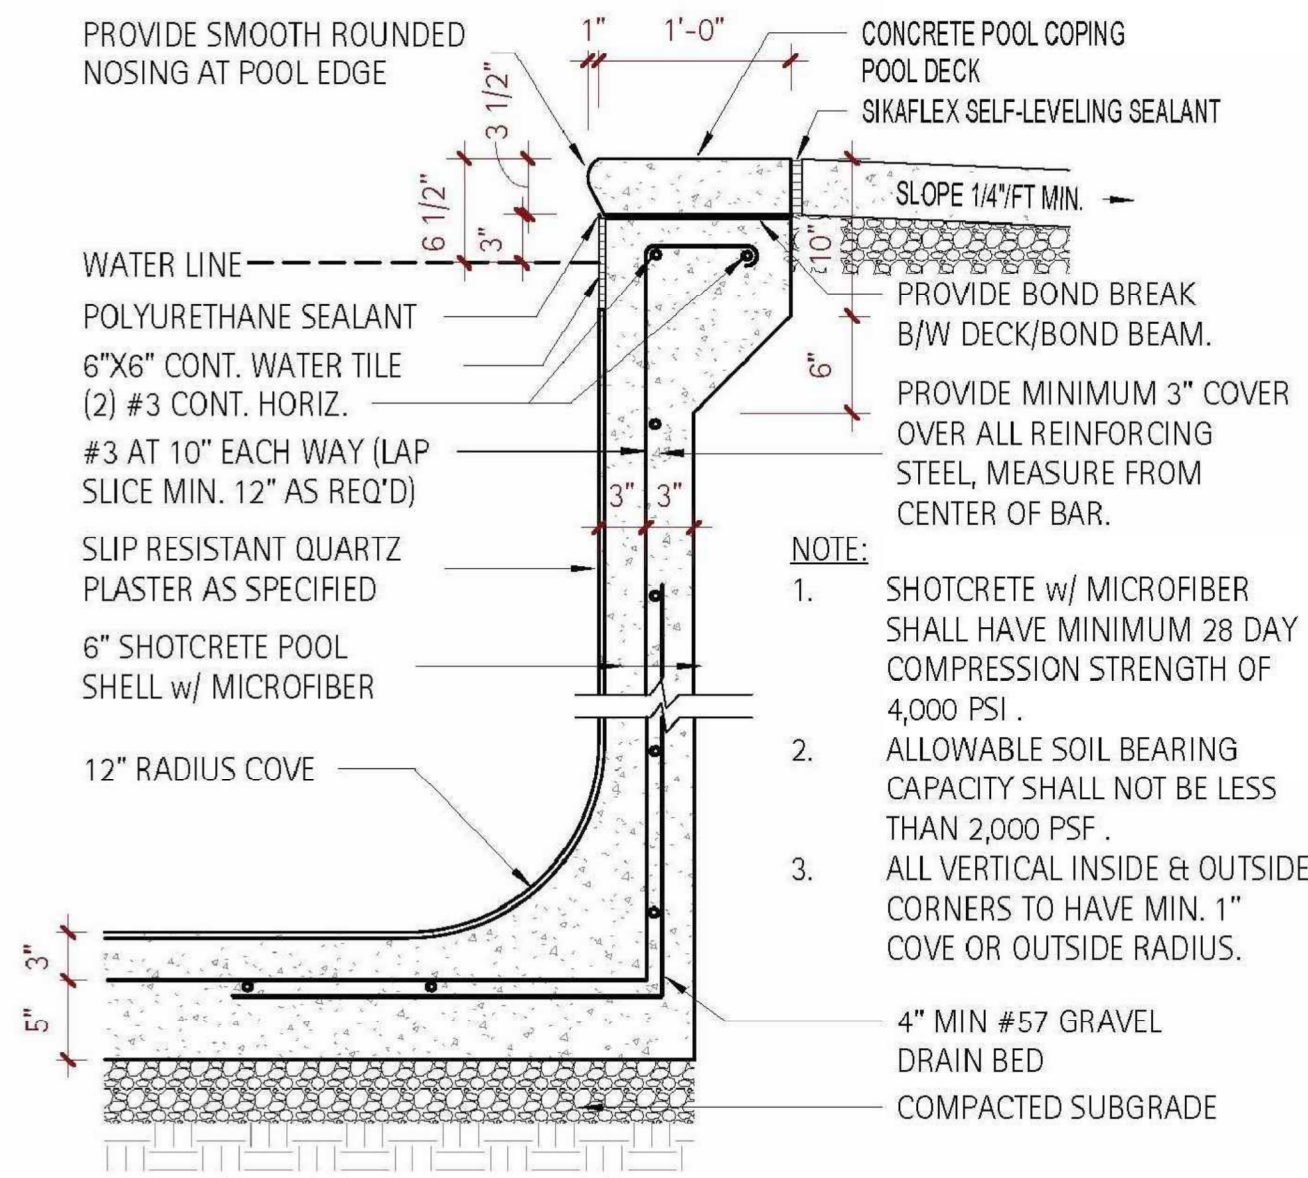 PROVIDE SMOOTH ROUNDED
NOSING AT POOL EDGE
1"
1'-0"
CONCRETE POOL COPING
POOL DECK
SIKAFLEX SELF-LEVELING SEALANT
3 1/2"
6 1/2"
3"
SLOPE 1/4"/FT MIN.
10"
6"
WATER LINE
POLYURETHANE SEALANT
6"X6" CONT. WATER TILE
(2) #3 CONT. HORIZ.
#3 AT 10" EACH WAY (LAP
SLICE MIN. 12" AS REQ'D)
SLIP RESISTANT QUARTZ
PLASTER AS SPECIFIED
6" SHOTCRETE POOL
SHELL w/ MICROFIBER
12" RADIUS COVE
3"
5"
3"
3"
PROVIDE BOND BREAK
B/W DECK/BOND BEAM.
PROVIDE MINIMUM 3" COVER
OVER ALL REINFORCING
STEEL, MEASURE FROM
CENTER OF BAR.
NOTE:
1. SHOTCRETE w/ MICROFIBER
SHALL HAVE MINIMUM 28 DAY
COMPRESSION STRENGTH OF
4,000 PSI .
2. ALLOWABLE SOIL BEARING
CAPACITY SHALL NOT BE LESS
THAN 2,000 PSF .
3. ALL VERTICAL INSIDE & OUTSIDE
CORNERS TO HAVE MIN. 1"
COVE OR OUTSIDE RADIUS.
4" MIN #57 GRAVEL
DRAIN BED
COMPACTED SUBGRADE